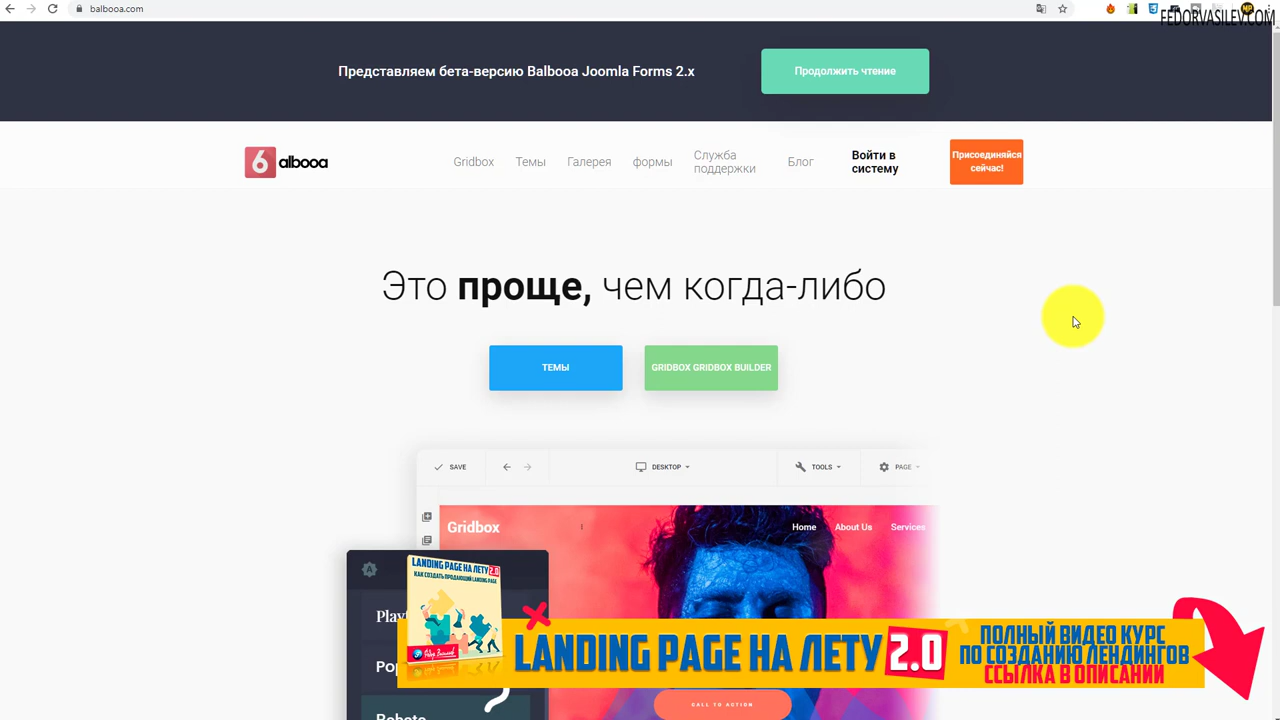 balbooa.com
FEDORVASILEV.COM
Представляем бета-версию Balbooa Joomla Forms 2.x
Продолжить чтение
6 albooa
Gridbox
Темы
Галерея
формы
Служба
поддержки
Блог
Войти в
систему
Присоединяйся
сейчас!
Это проще, чем когда-либо
ТЕМЫ
GRIDBOX GRIDBOX BUILDER
SAVE
DESKTOP
TOOLS
PAGE
Gridbox
Home
About Us
Services
LANDING PAGE НА ЛЕТУ 2.0
КАК СОЗДАТЬ ПРОДАЮЩИЙ LANDING PAGE
LANDING PAGE НА ЛЕТУ 2.0
ПОЛНЫЙ ВИДЕО КУРС
ПО СОЗДАНИЮ ЛЕНДИНГОВ
ССЫЛКА В ОПИСАНИИ
CALL TO ACTION